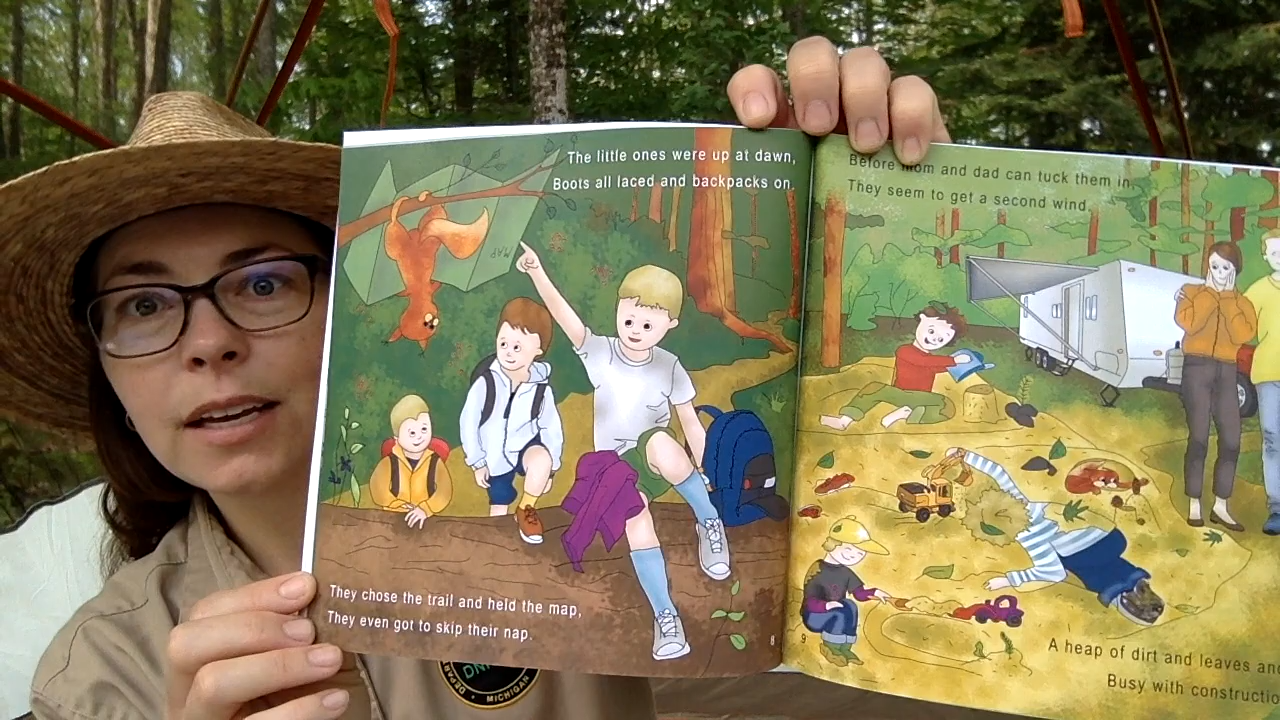 The little ones were up at dawn,
Boots all laced and backpacks on.
MAP
They chose the trail and held the map,
They even got to skip their nap.
8
Before mom and dad can tuck them in,
They seem to get a second wind.
9
A heap of dirt and leaves
Busy with
DNR
MICHIGAN